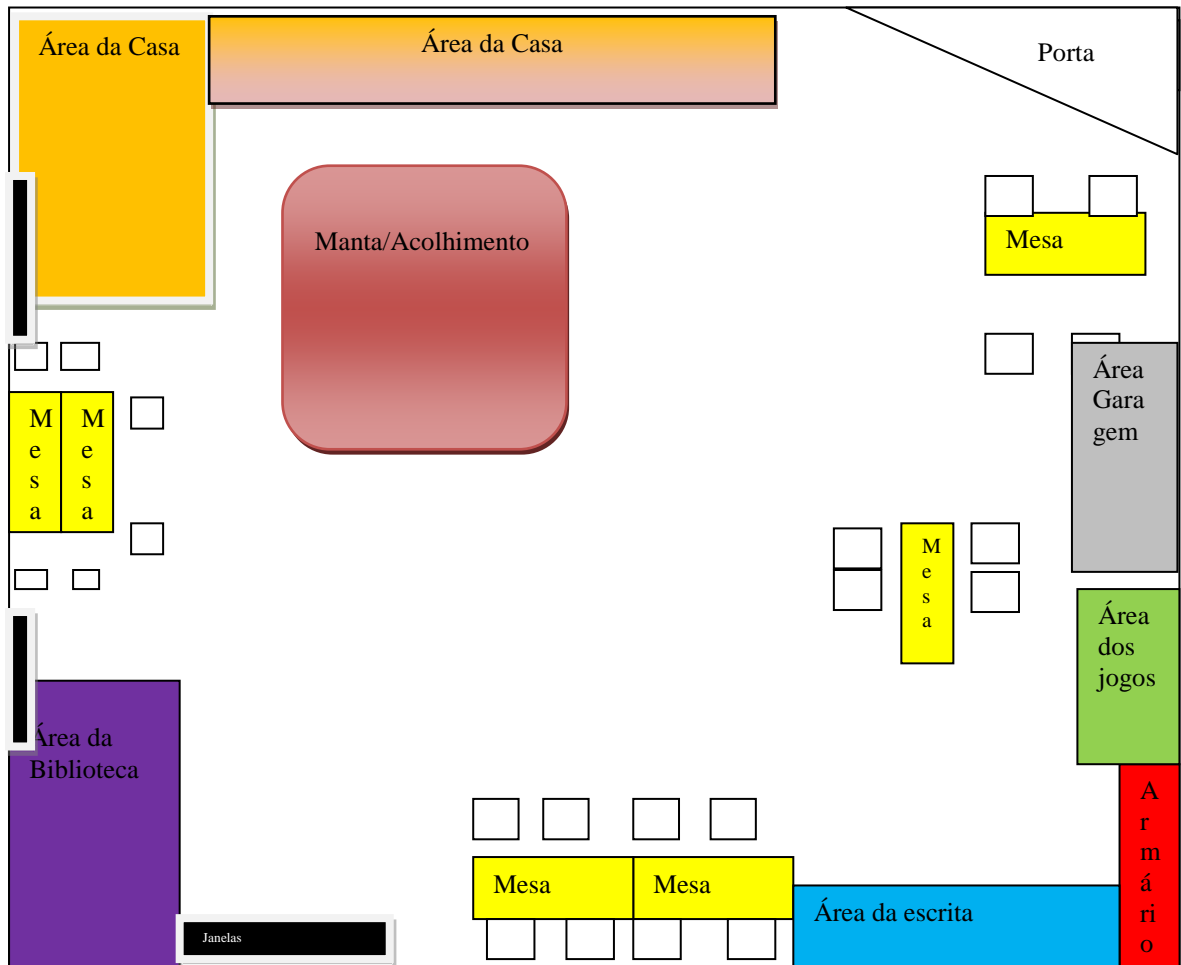 Área da Casa
Área da Casa
Porta
Manta/Acolhimento
Mesa
Área
Gara
gem
M
e
s
a
M
e
s
a
M
e
s
a
Área
dos
jogos
Área da
Biblioteca
A
r
m
á
ri
o
Mesa
Mesa
Área da escrita
Janelas